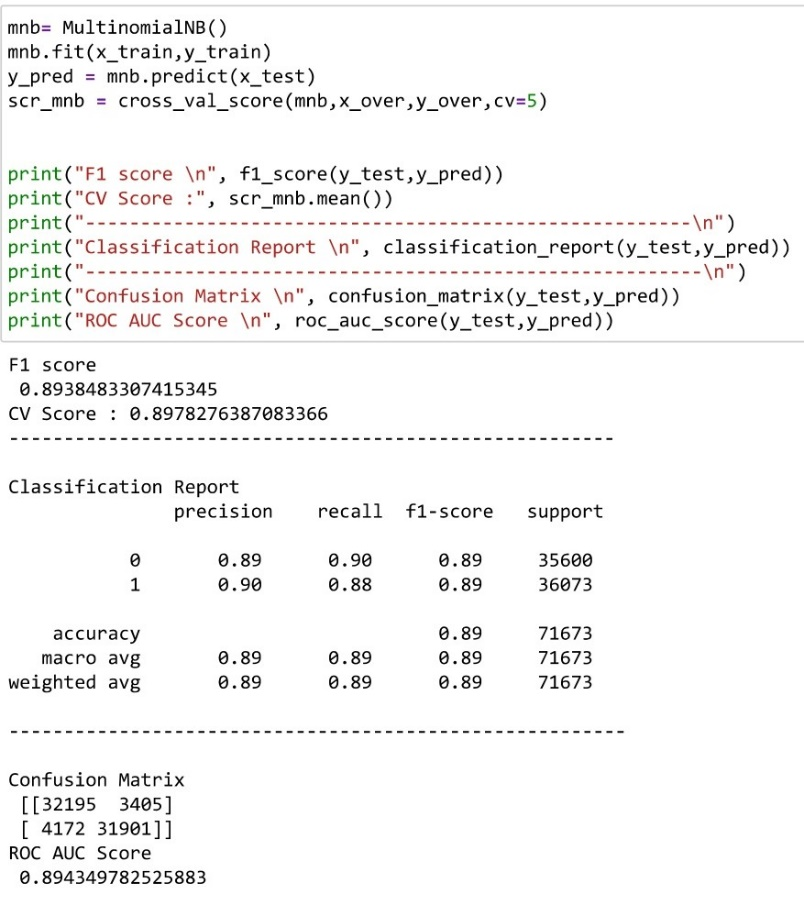 mnb= MultinomialNB()
mnb.fit(x_train,y_train)
y_pred = mnb.predict(x_test)
scr_mnb = cross_val_score(mnb,x_over,y_over,cv=5)
print("F1 score \n", f1_score(y_test,y_pred))
print("CV Score :", scr_mnb.mean())
print("-------------------------------------------------------\n")
print("Classification Report \n", classification_report(y_test,y_pred))
print("--------------------------------------------------------\n")
print("Confusion Matrix \n", confusion_matrix(y_test,y_pred))
print("ROC AUC Score \n", roc_auc_score(y_test,y_pred))
F1 score
0.8938483307415345
CV Score : 0.8978276387083366
-------------------------------------------------------
Classification Report
precision recall f1-score support
0 0.89 0.90 0.89 35600
1 0.90 0.88 0.89 36073
accuracy 0.89 71673
macro avg 0.89 0.89 0.89 71673
weighted avg 0.89 0.89 0.89 71673
--------------------------------------------------------
Confusion Matrix
[[32195 3405]
[ 4172 31901]]
ROC AUC Score
0.894349782525883